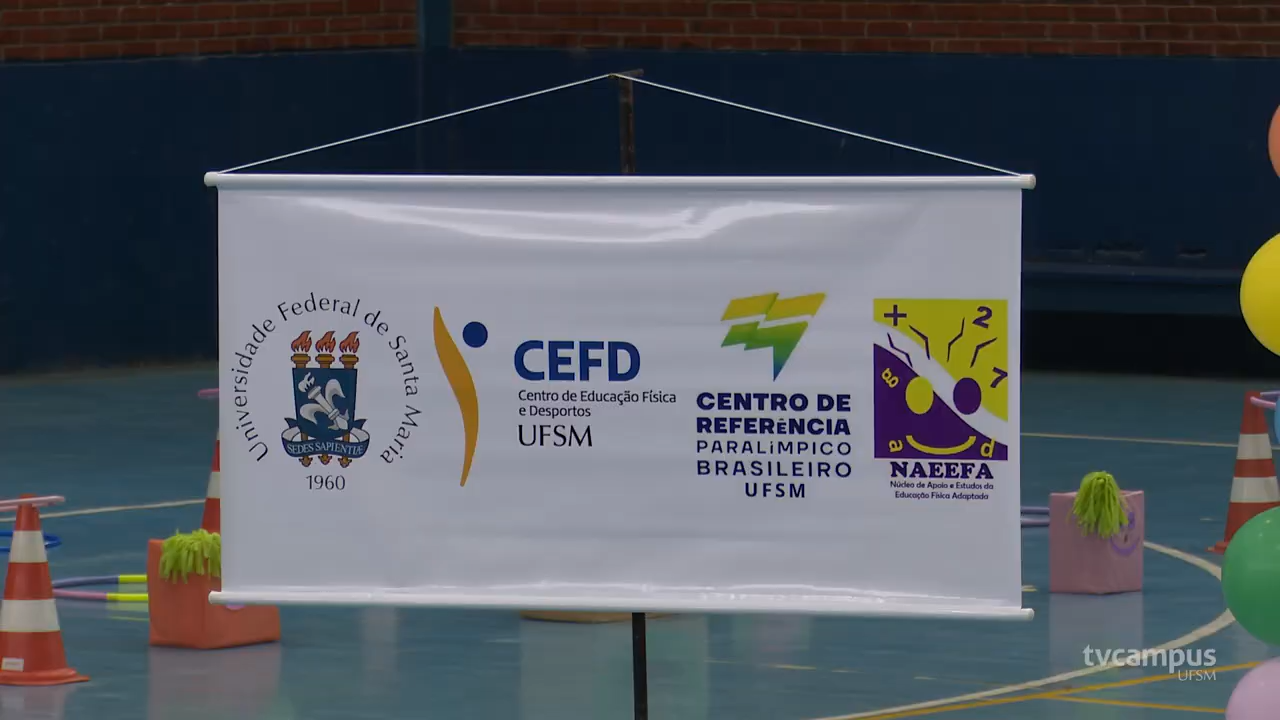 Universidade Federal de Santa Maria
SEDES SAPIENTIÆ
1960
CEFD
Centro de Educação Física
e Desportos
UFSM
CENTRO DE
REFERÊNCIA
PARALÍMPICO
BRASILEIRO
UFSM
+ 2
7
a
d
NAEEFA
Núcleo de Apoio e Estudos da
Educação Física Adaptada
tvcampus
UFSM